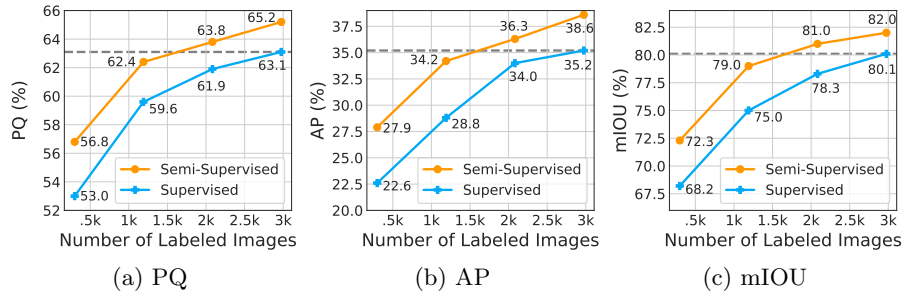 66
64
62
60
58
56
54
52
PQ (%)
56.8
62.4
63.8
65.2
53.0
59.6
61.9
63.1
Semi-Supervised
Supervised
.5k 1k 1.5k 2k 2.5k 3k
Number of Labeled Images
(a) PQ
37.5
35.0
32.5
30.0
27.5
25.0
22.5
20.0
AP (%)
27.9
34.2
36.3
38.6
22.6
28.8
34.0
35.2
Semi-Supervised
Supervised
.5k 1k 1.5k 2k 2.5k 3k
Number of Labeled Images
(b) AP
82.5
80.0
77.5
75.0
72.5
70.0
67.5
mIOU (%)
72.3
79.0
81.0
82.0
68.2
75.0
78.3
80.1
Semi-Supervised
Supervised
.5k 1k 1.5k 2k 2.5k 3k
Number of Labeled Images
(c) mIOU